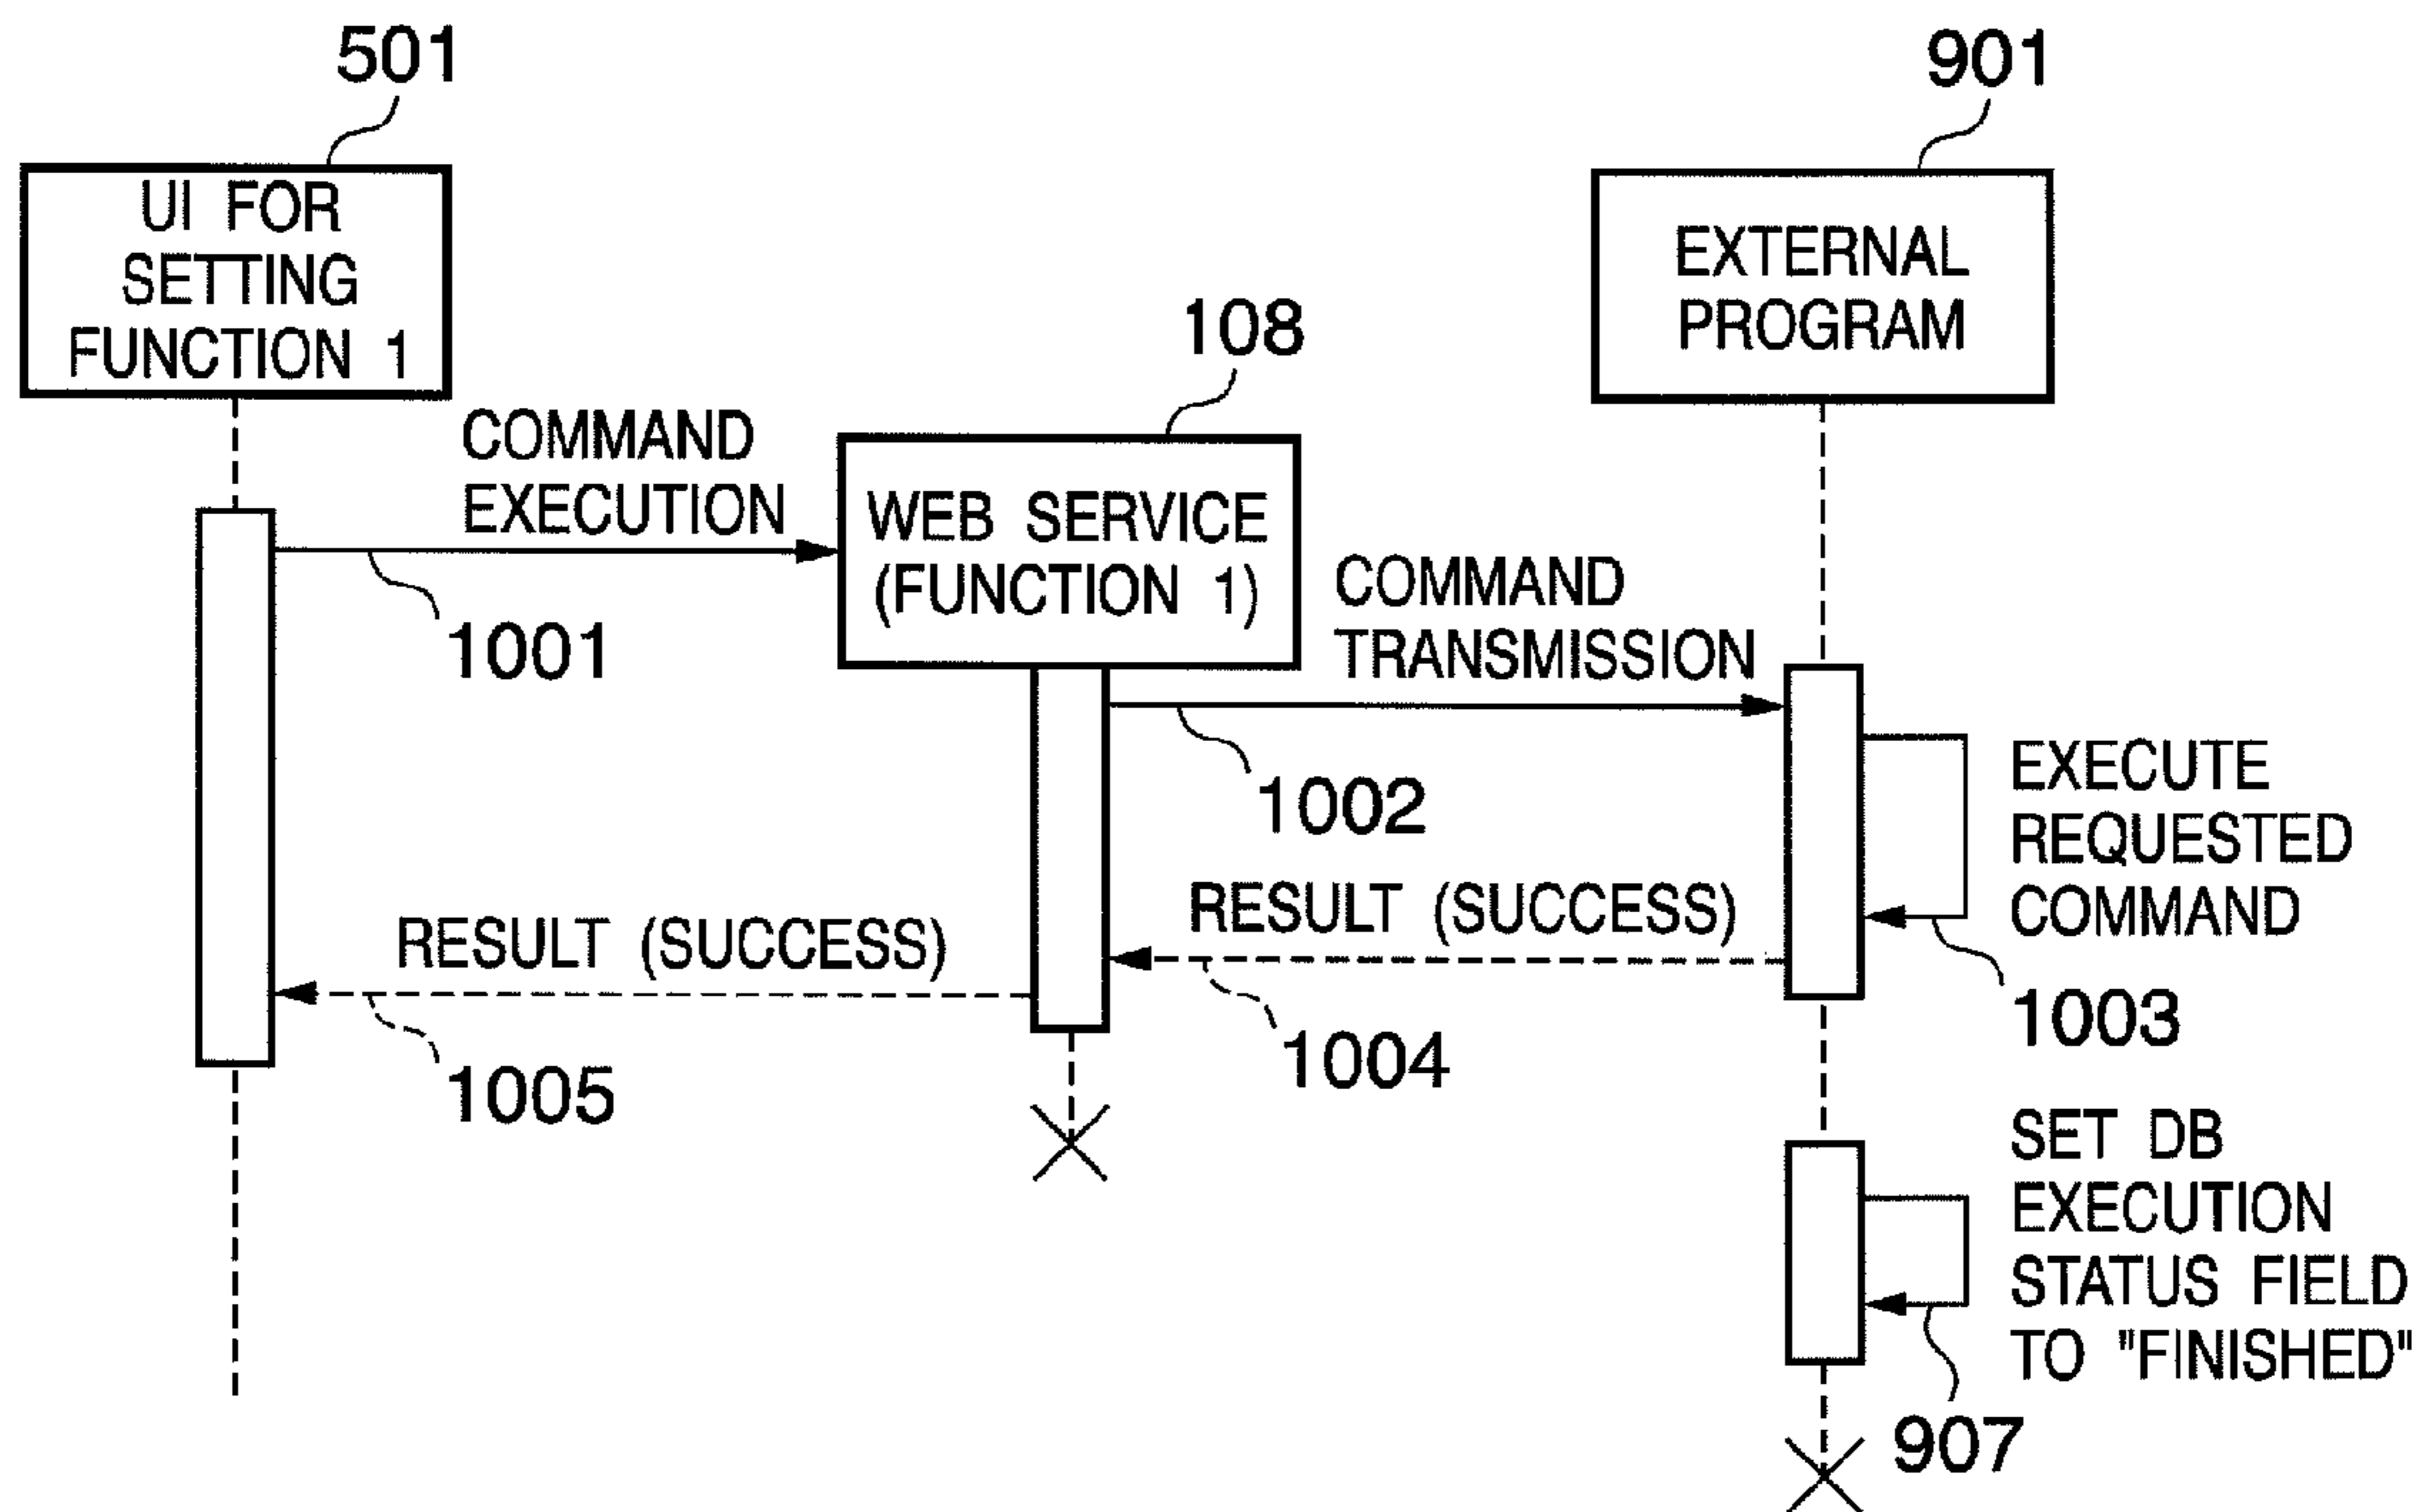 501
901
UI FOR
SETTING
FUNCTION 1
EXTERNAL
PROGRAM
108
COMMAND
EXECUTION
WEB SERVICE
(FUNCTION 1)
1001
COMMAND
TRANSMISSION
1002
EXECUTE
REQUESTED
COMMAND
RESULT (SUCCESS)
RESULT (SUCCESS)
1003
1004
1005
SET DB
EXECUTION
STATUS FIELD
TO "FINISHED"
907